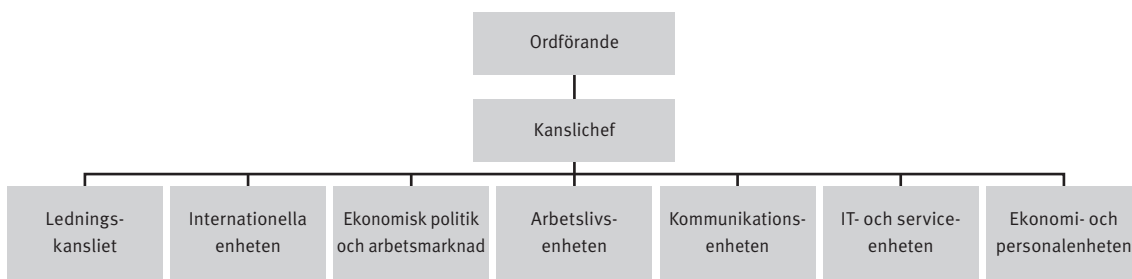 Ordförande
Kanslichef
Lednings-
kansliet
Internationella
enheten
Ekonomisk politik
och arbetsmarknad
Arbetslivs-
enheten
Kommunikations-
enheten
IT- och service-
enheten
Ekonomi- och
personalenheten